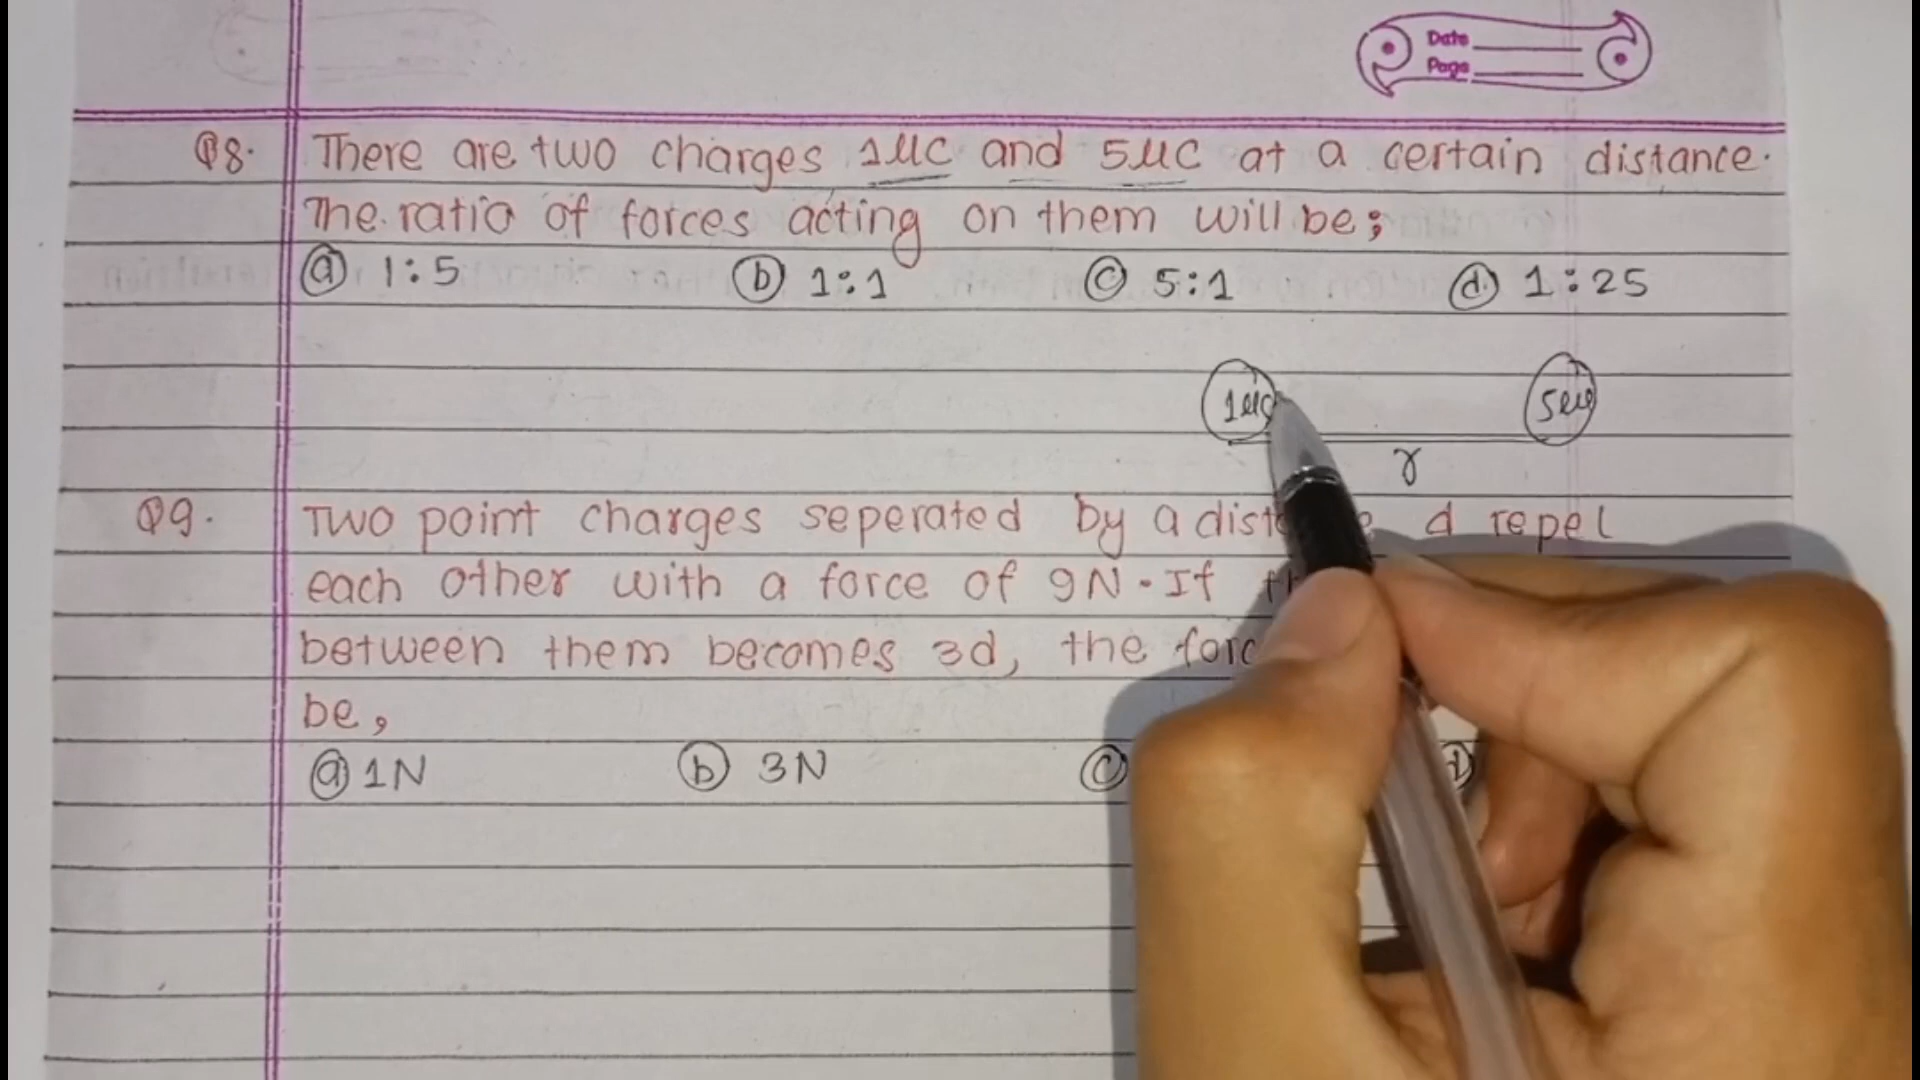 Date
Page
Q8. There are two charges 1μC and 5μC at a certain distance.
The ratio of forces acting on them will be;
(a) 1:5 (b) 1:1 (c) 5:1 (d) 1:25
1μC 5μC
r
Q9. Two point charges seperated by a d repel
each other with a force of 9N. If
between them becomes 3d, the
be,
(a) 1N (b) 3N (c) (d)